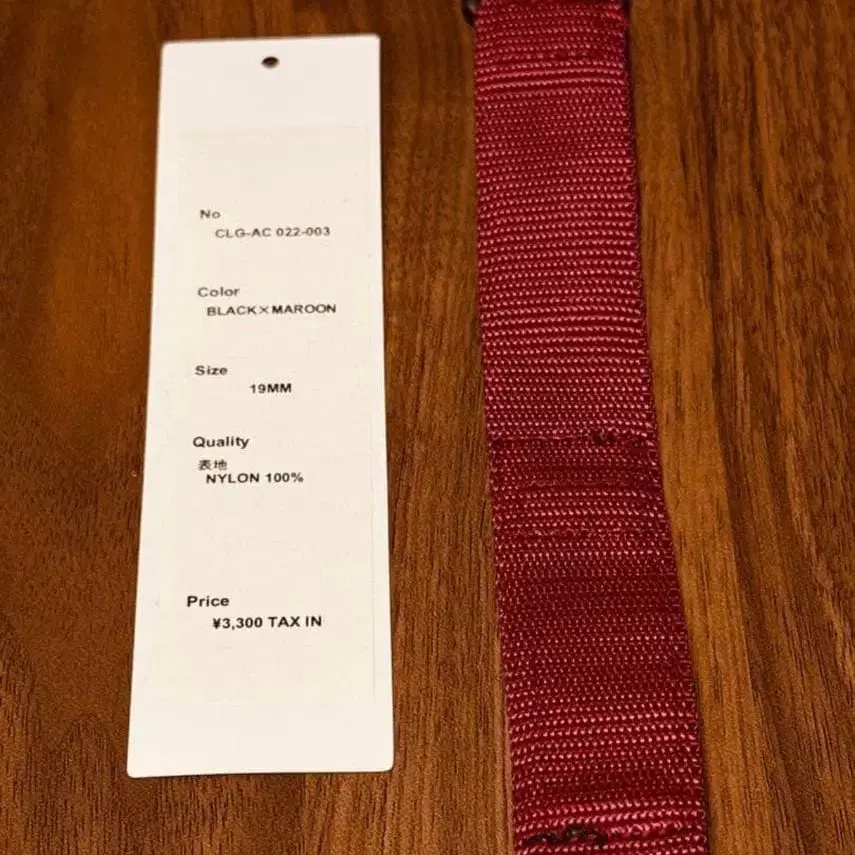 No
CLG-AC 022-003
Color
BLACK×MAROON
Size
19MM
Quality
表地
NYLON 100%
Price
¥3,300 TAX IN